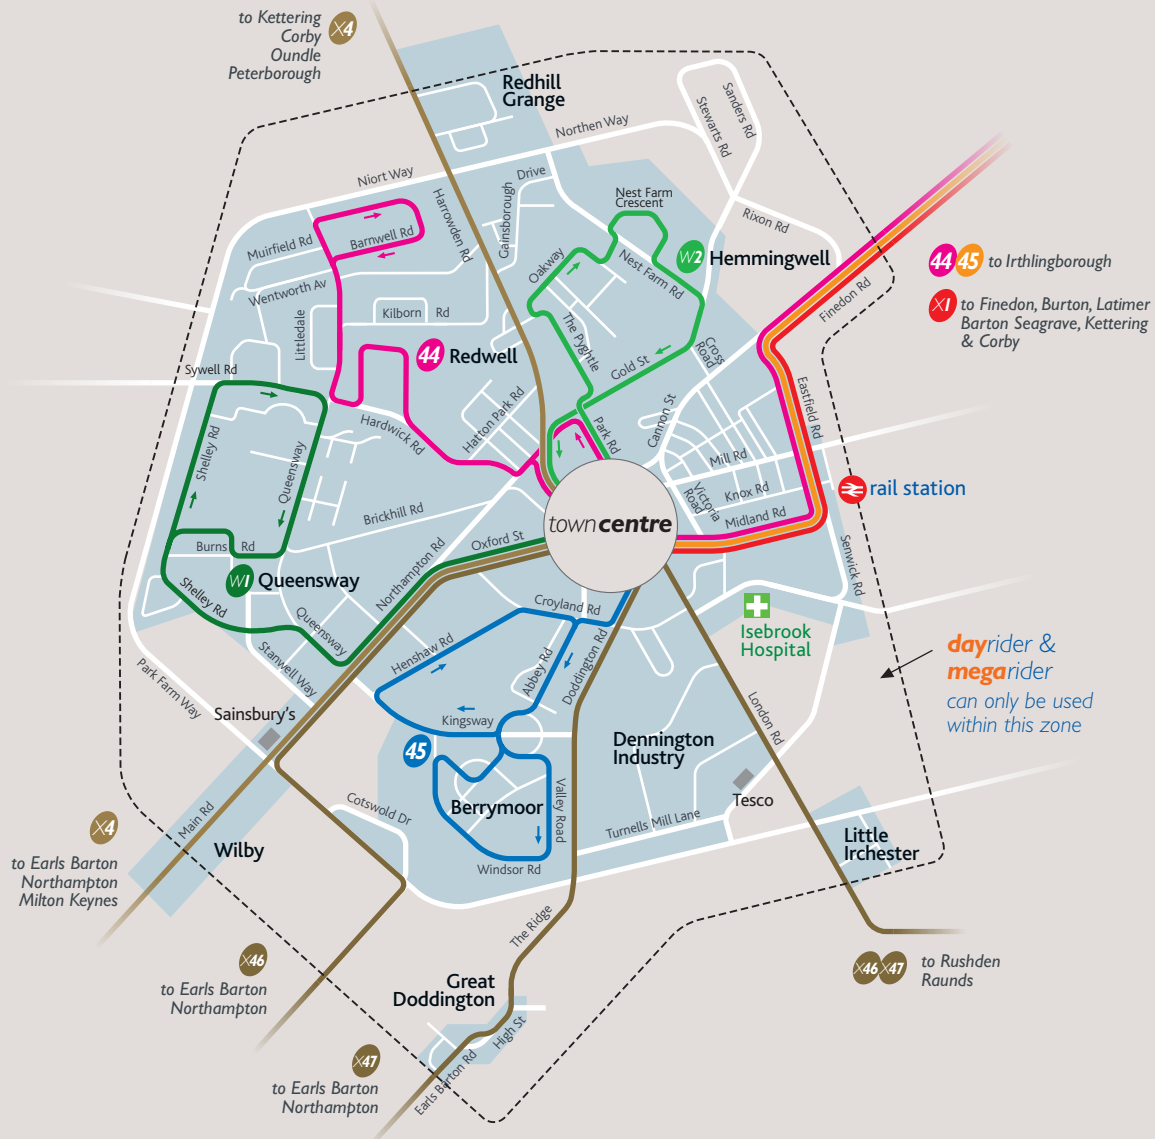 to Kettering
Corby
Oundle
Peterborough
X4
Redhill
Grange
Northen Way
Stewarts Rd
Sanders Rd
Niort Way
Harrowden Rd
Gainsborough
Drive
Nest Farm
Crescent
Rixon Rd
Muirfield Rd
Barnwell Rd
Oakway
W2
Hemmingwell
Nest Farm Rd
44
45
to Irthlingborough
Wentworth Av
Finedon Rd
X1
to Finedon, Burton, Latimer
Barton Seagrave, Kettering
& Corby
Littledale
Kilborn Rd
The Pyghtle
Cross
Road
44
Redwell
Gold St
Sywell Rd
Hatton Park Rd
Eastfield Rd
Hardwick Rd
Park Rd
Cannon St
Shelley Rd
Queensway
Mill Rd
Knox Rd
Victoria
Road
Midland Rd
rail station
Brickhill Rd
towncentre
Burns Rd
Oxford St
Northampton Rd
Senwick Rd
W1
Queensway
Shelley Rd
Queensway
Croyland Rd
Isebrook
Hospital
dayrider &
megarider
can only be used
within this zone
Stanwell Way
Henshaw Rd
Abbey Rd
Doddington Rd
Park Farm Way
London Rd
Sainsbury's
Kingsway
45
Dennington
Industry
Berrymoor
Valley Road
Tesco
Cotswold Dr
Turnells Mill Lane
Main Rd
X4
to Earls Barton
Northampton
Milton Keynes
Wilby
Windsor Rd
Little
Irchester
The Ridge
X46
to Earls Barton
Northampton
X46
X47
to Rushden
Raunds
Great
Doddington
High St
X47
to Earls Barton
Northampton
Earls Barton Rd